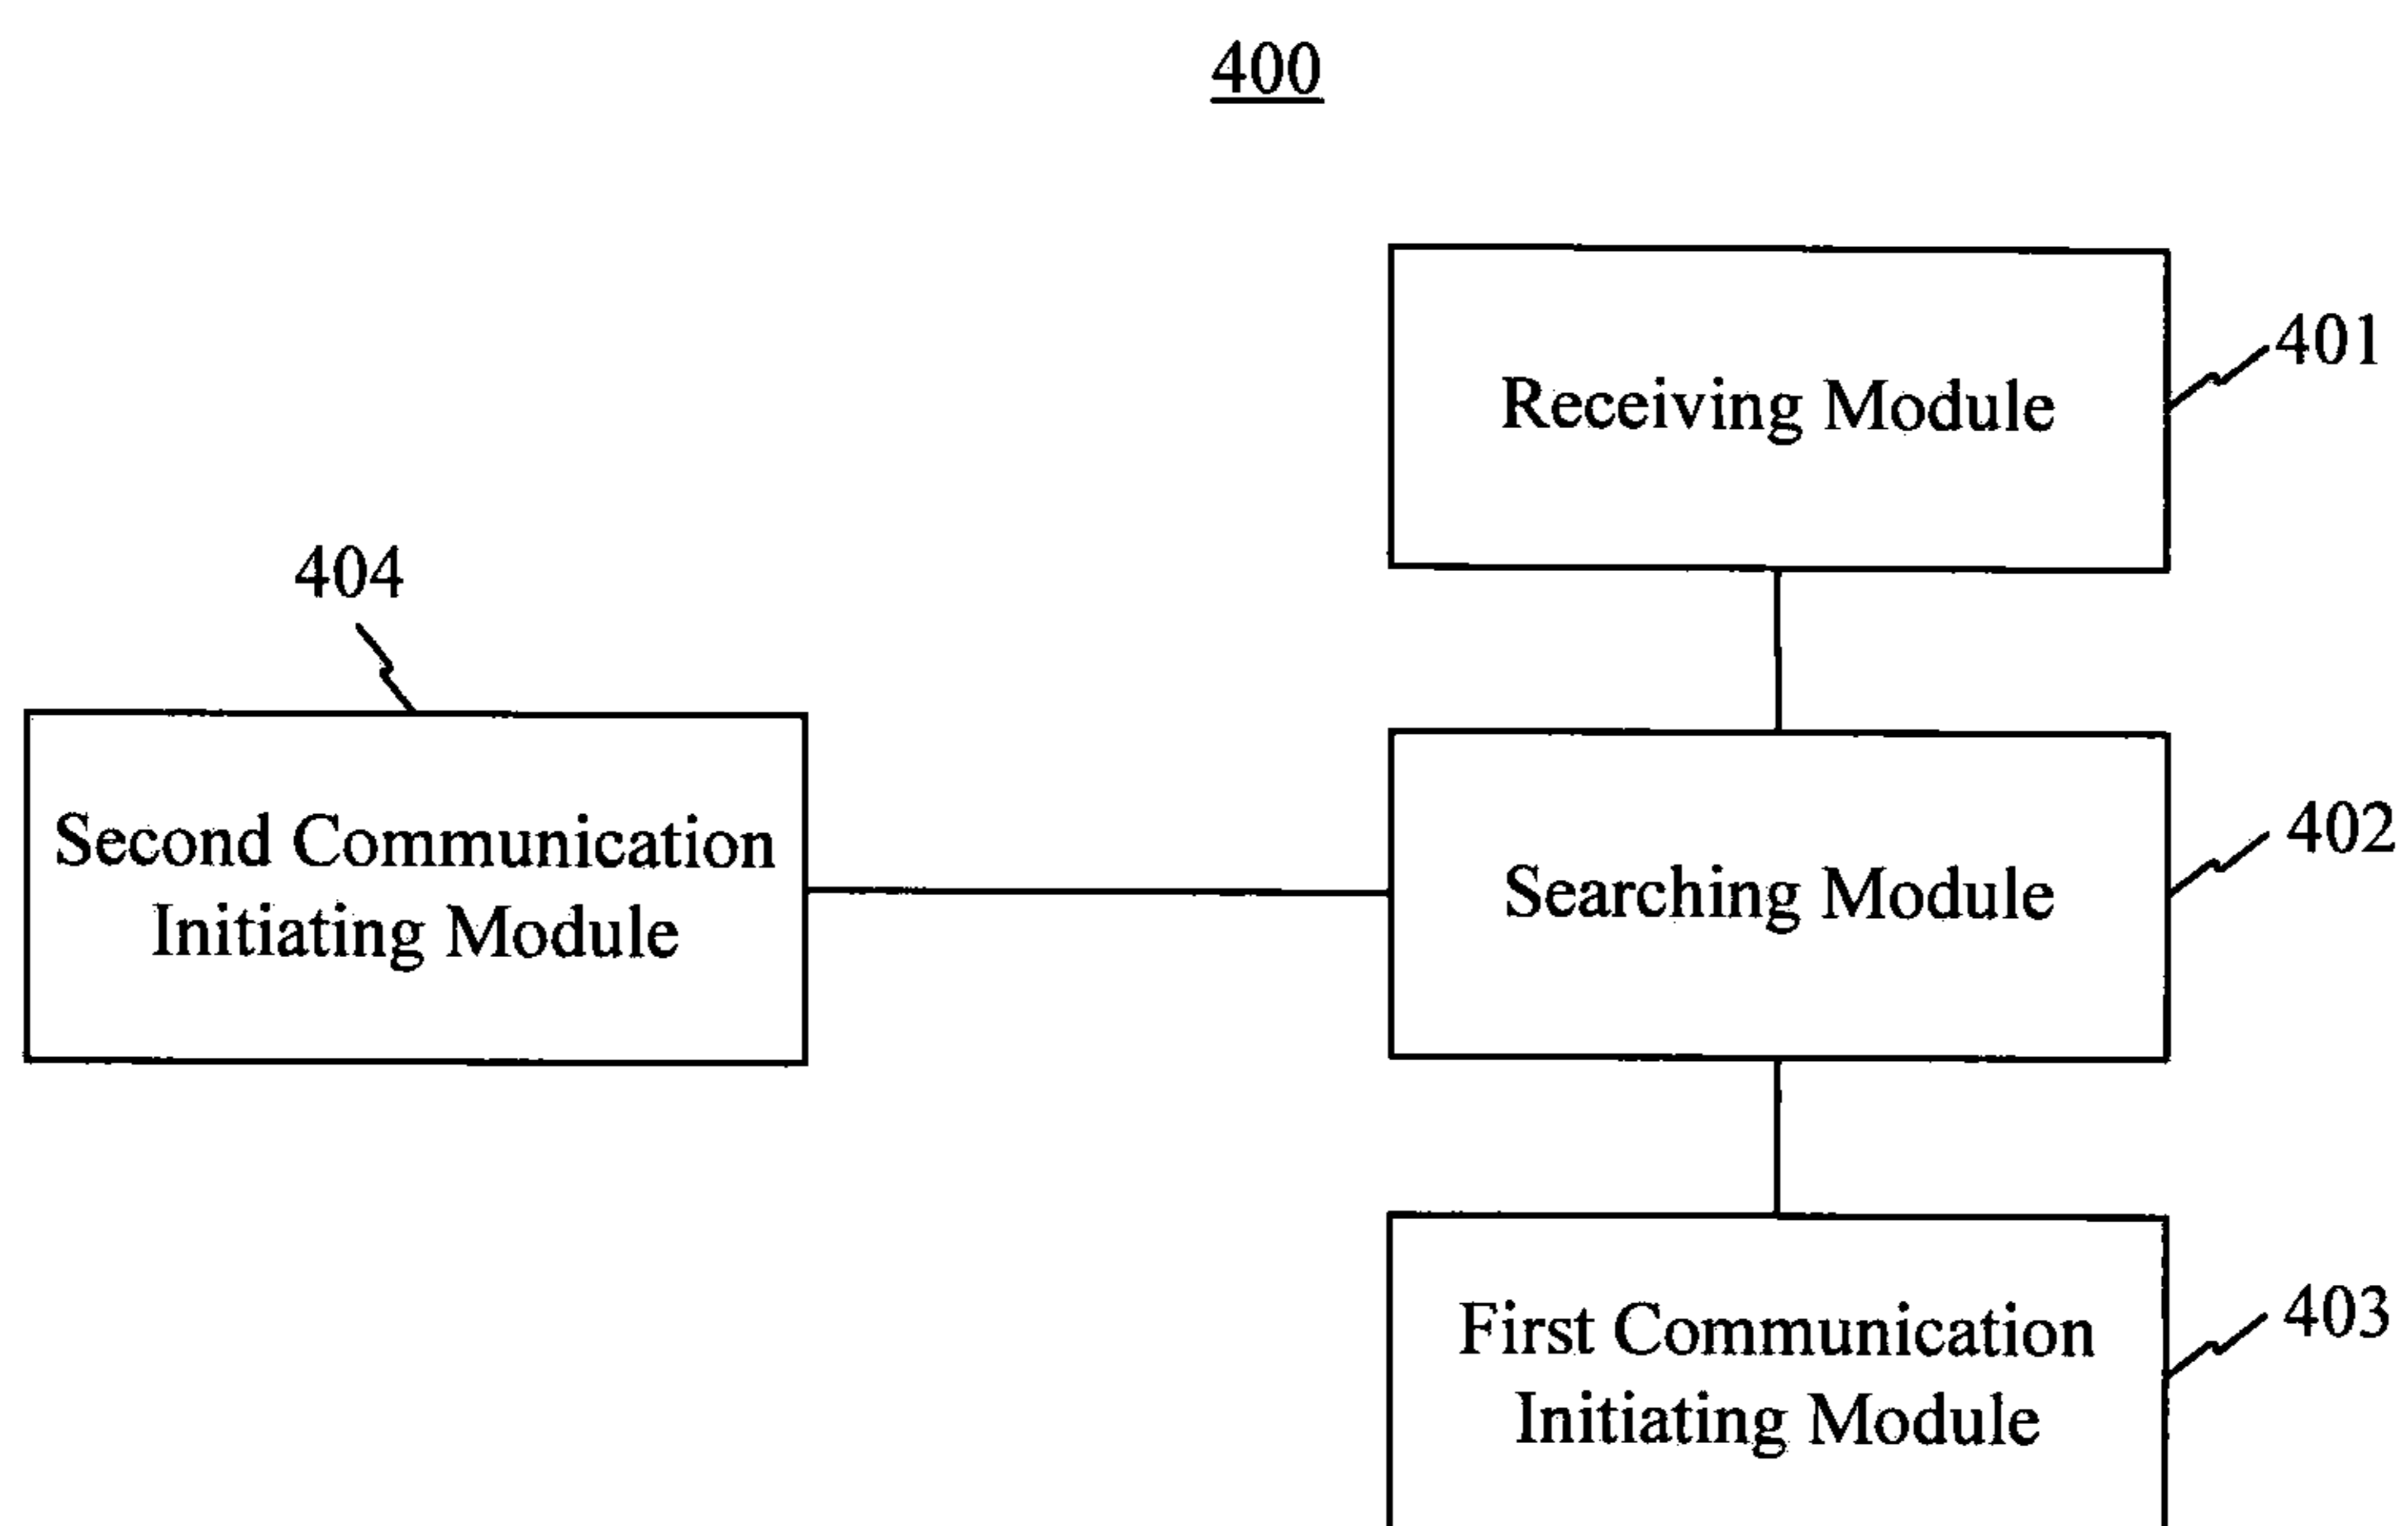 400
Receiving Module
401
404
Second Communication
Initiating Module
Searching Module
402
First Communication
Initiating Module
403